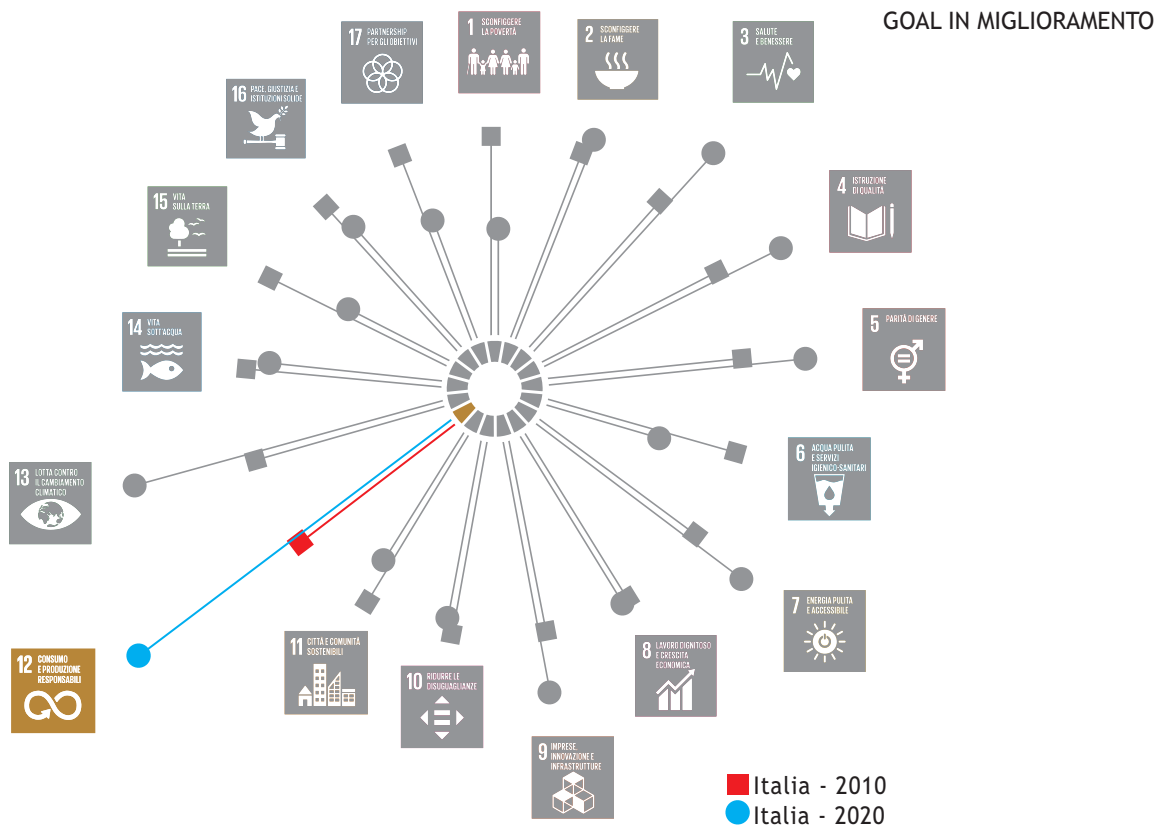 GOAL IN MIGLIORAMENTO
1 SCONFIGGERE
LA POVERTÀ
2 SCONFIGGERE
LA FAME
3 SALUTE
E BENESSERE
4 ISTRUZIONE
DI QUALITÀ
5 PARITÀ DI GENERE
6 ACQUA PULITA
E SERVIZI
IGIENICO-SANITARI
7 ENERGIA PULITA
E ACCESSIBILE
8 LAVORO DIGNITOSO
E CRESCITA
ECONOMICA
9 IMPRESE,
INNOVAZIONE E
INFRASTRUTTURE
10 RIDURRE LE
DISUGUAGLIANZE
11 CITTÀ E COMUNITÀ
SOSTENIBILI
12 CONSUMO
E PRODUZIONE
RESPONSABILI
13 LOTTA CONTRO
IL CAMBIAMENTO
CLIMATICO
14 VITA
SOTT'ACQUA
15 VITA
SULLA TERRA
16 PACE, GIUSTIZIA E
ISTITUZIONI SOLIDE
17 PARTNERSHIP
PER GLI OBIETTIVI
Italia - 2010
Italia - 2020